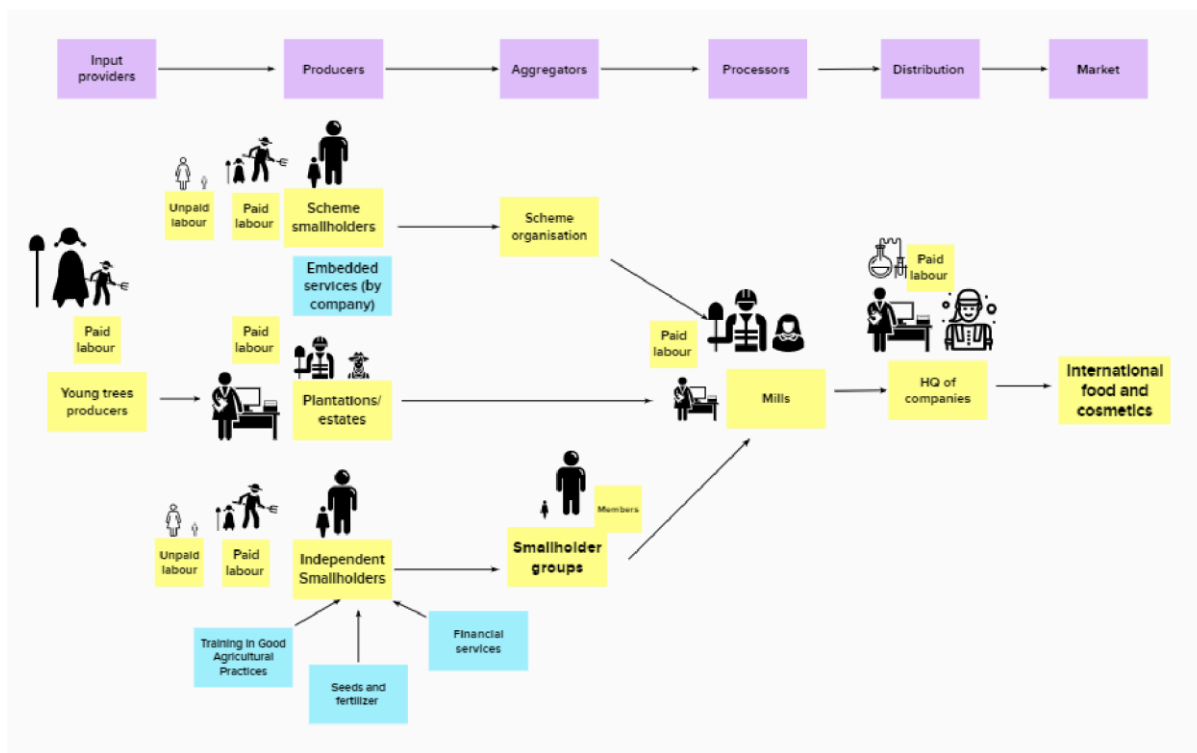 Input
providers
Producers
Aggregators
Processors
Distribution
Market
Unpaid
labour
Paid
labour
Scheme
smallholders
Scheme
organisation
Embedded
services (by
company)
Paid
labour
Paid
labour
Paid
labour
Paid
labour
Young trees
producers
Plantations/
estates
Mills
HQ of
companies
International
food and
cosmetics
Members
Unpaid
labour
Paid
labour
Independent
Smallholders
Smallholder
groups
Training in Good
Agricultural
Practices
Seeds and
fertilizer
Financial
services